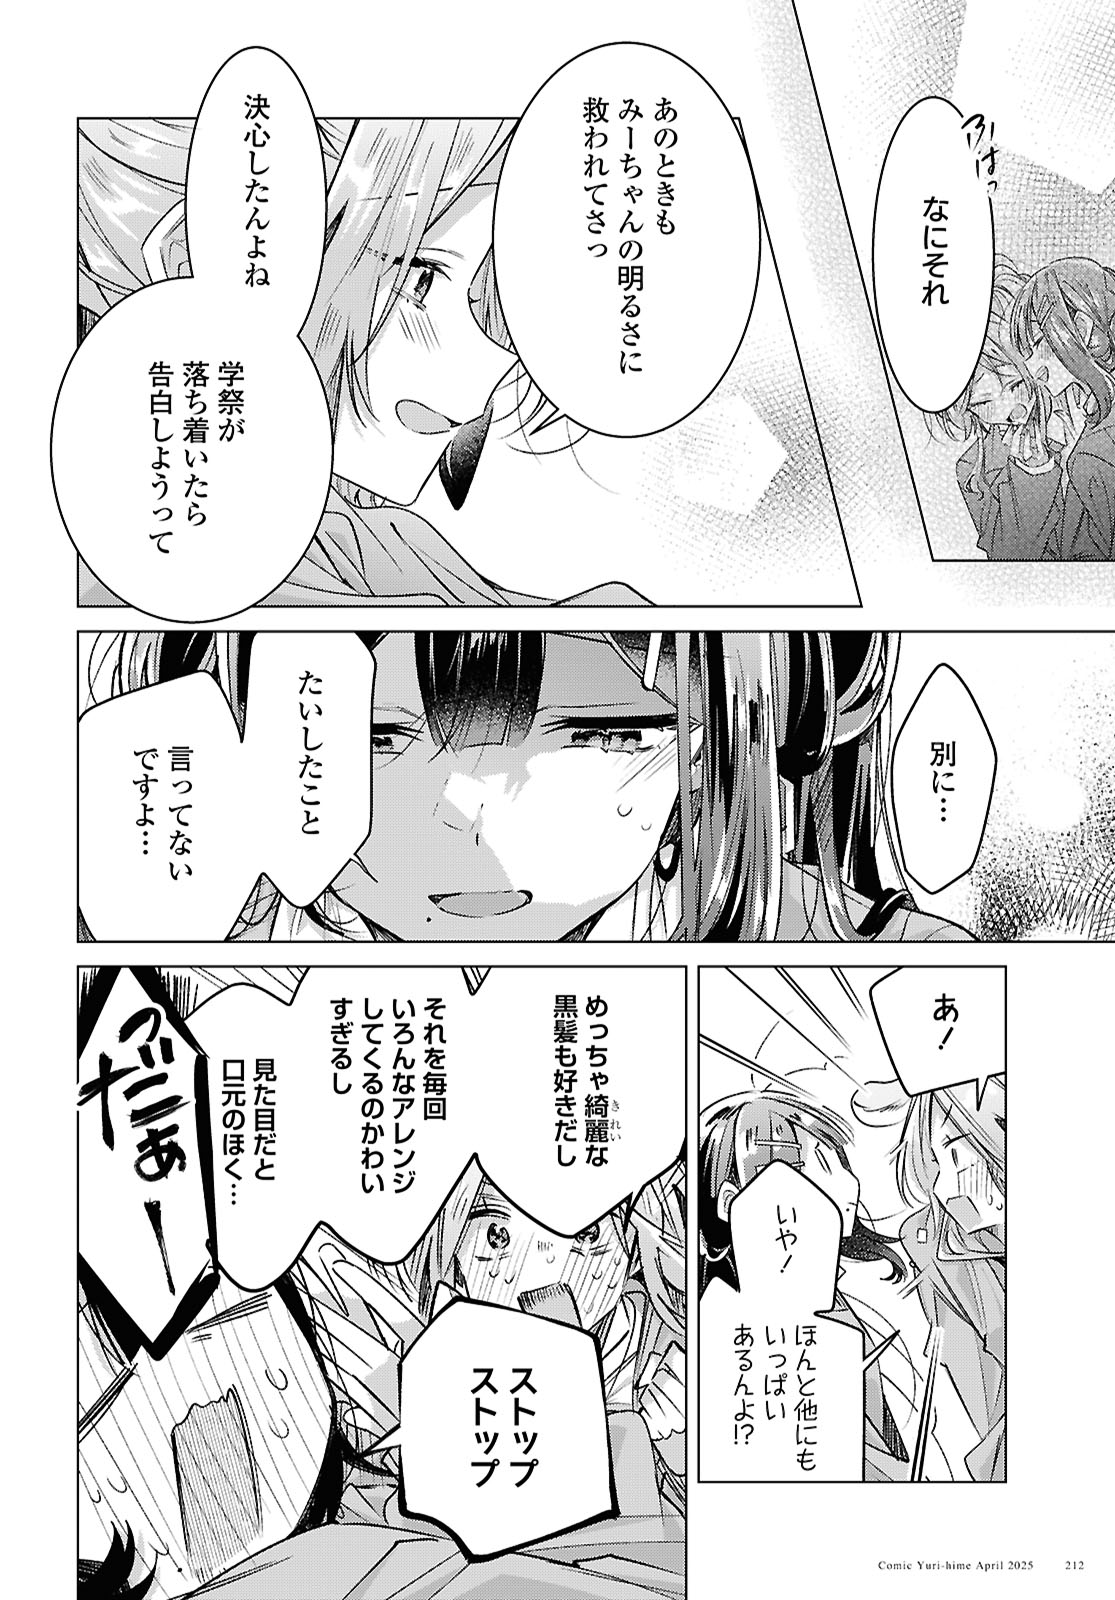 ふはっ
なにそれ
あのときも
みーちゃんの明るさに
救われてさっ
決心したんよね
学祭が
落ち着いたら
告白しようって
別に…
たいしたこと
言ってない
ですよ…
あ！
いや！
ほんと他にも
いっぱい
あるんよ!?
めっちゃ綺麗な
きれい
黒髪も好きだし
それを毎回
いろんなアレンジ
してくるのかわい
すぎるし
見た目だと
口元のほく…
ストップ
ストップ
っだーあーー
Comic Yuri-hime April 2025 212